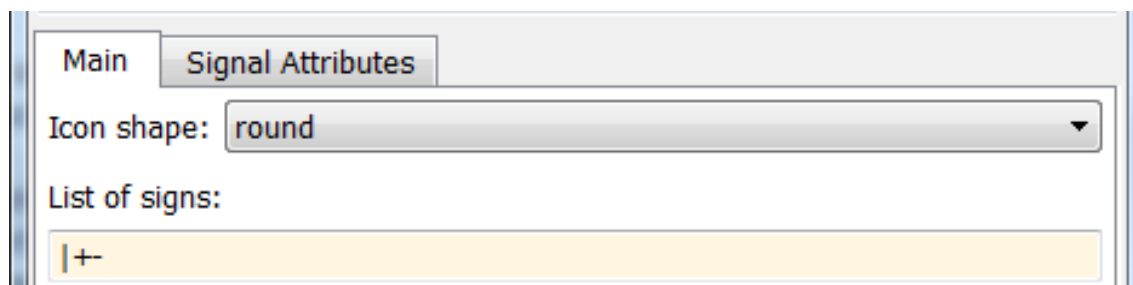 Main Signal Attributes
Icon shape: round
List of signs:
|+-